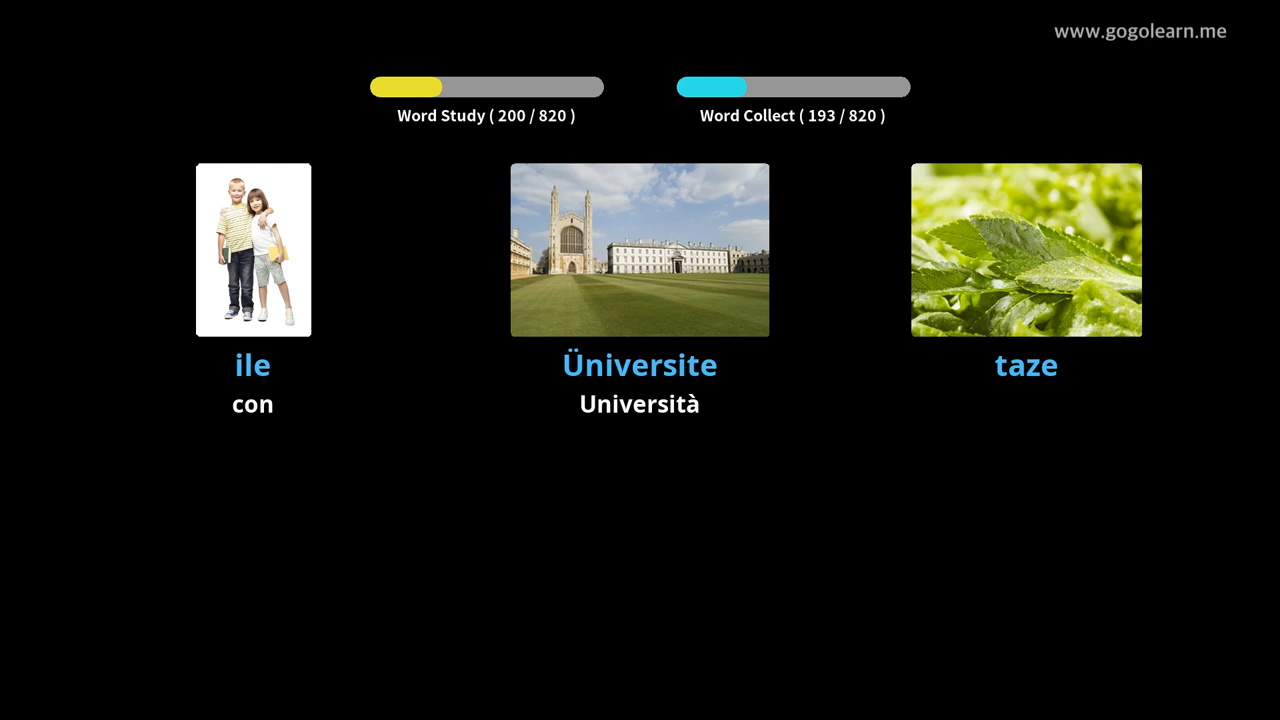 www.gogolearn.me
Word Study ( 200 / 820 )
Word Collect ( 193 / 820 )
ile
con
Üniversite
Università
taze